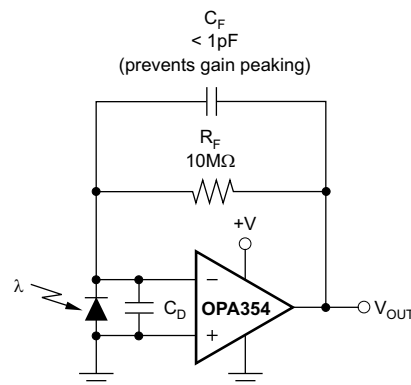 C_F
< 1pF
(prevents gain peaking)
R_F
10MΩ
+V
λ
−
C_D
OPA354
+
V_OUT